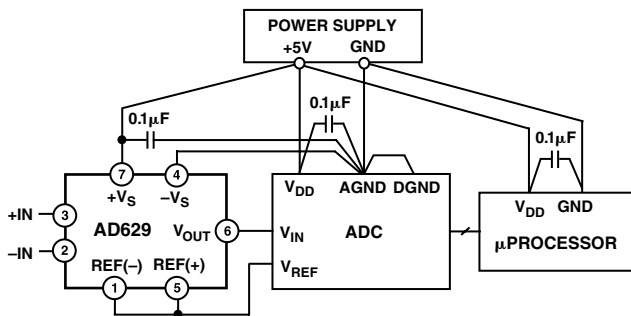 POWER SUPPLY
+5V GND
0.1µF
0.1µF
0.1µF
7 4
+VS –VS
VDD AGND DGND
VDD GND
+IN 3
AD629
VOUT 6
VIN
ADC
µPROCESSOR
–IN 2
REF(–) REF(+)
VREF
1 5